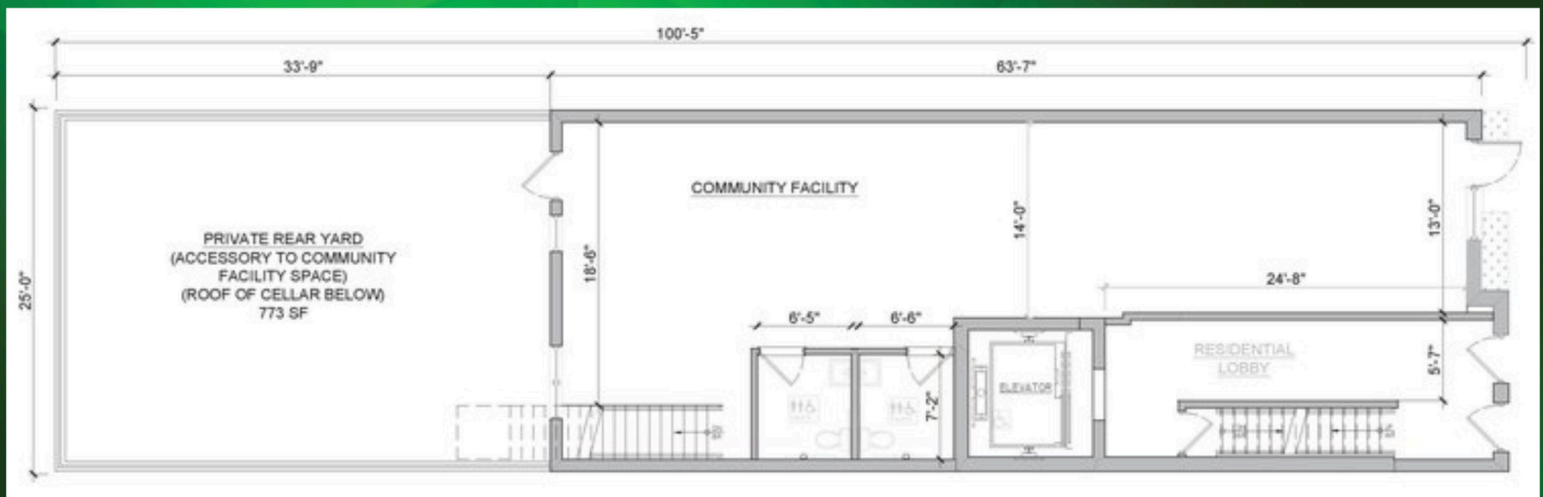 100'-5"
33'-9"
63'-7"
COMMUNITY FACILITY
PRIVATE REAR YARD
(ACCESSORY TO COMMUNITY
FACILITY SPACE)
(ROOF OF CELLAR BELOW)
773 SF
25'-0"
18'-6"
14'-0"
13'-0"
24'-8"
6'-5"
6'-6"
7'-2"
ELEVATOR
RESIDENTIAL
LOBBY
5'-7"